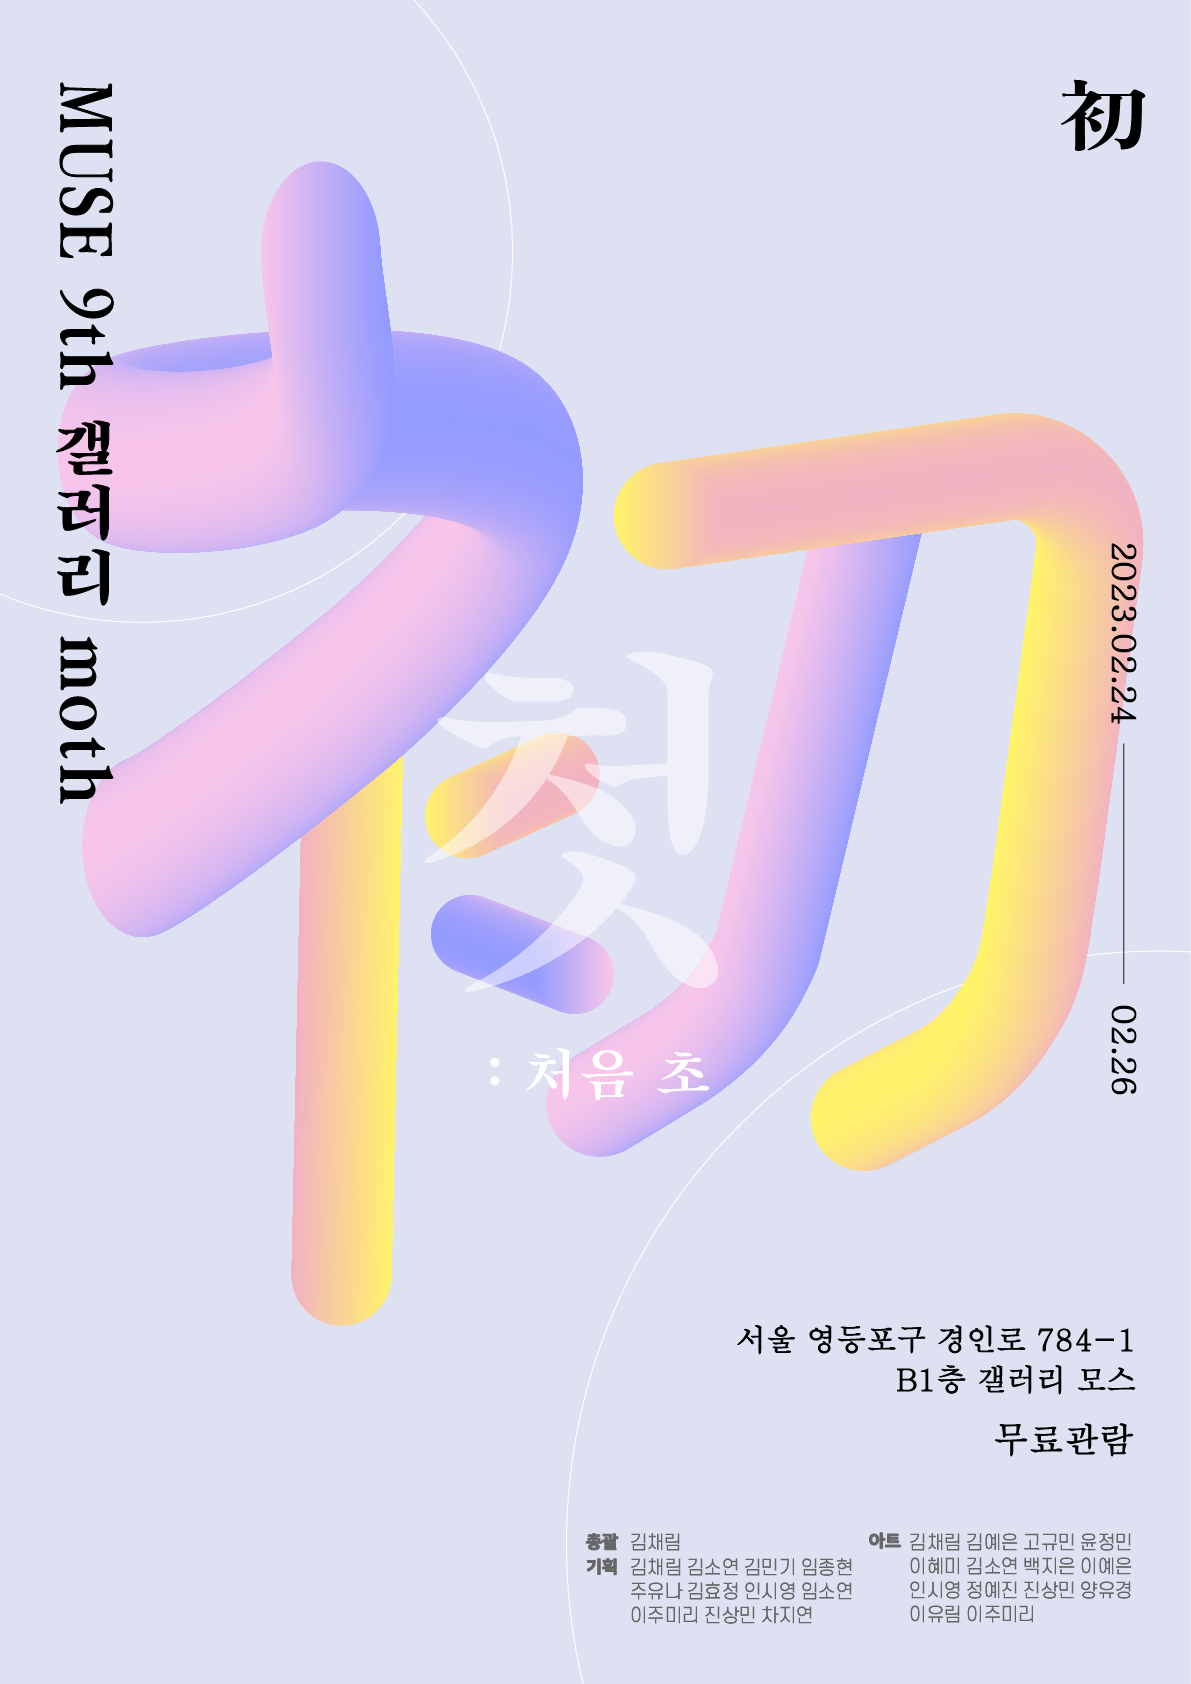 MUSE 9th 갤러리 moth
初
初
첫
: 처음 초
2023.02.24 — 02.26
서울 영등포구 경인로 784-1
B1층 갤러리 모스
무료관람
총괄 김채림
기획 김채림 김소연 김민기 임종현
주유나 김효정 인시영 임소연
이주미리 진상민 차지연
아트 김채림 김예은 고규민 윤정민
이혜미 김소연 백지은 이예은
인시영 정예진 진상민 양유경
이유림 이주미리